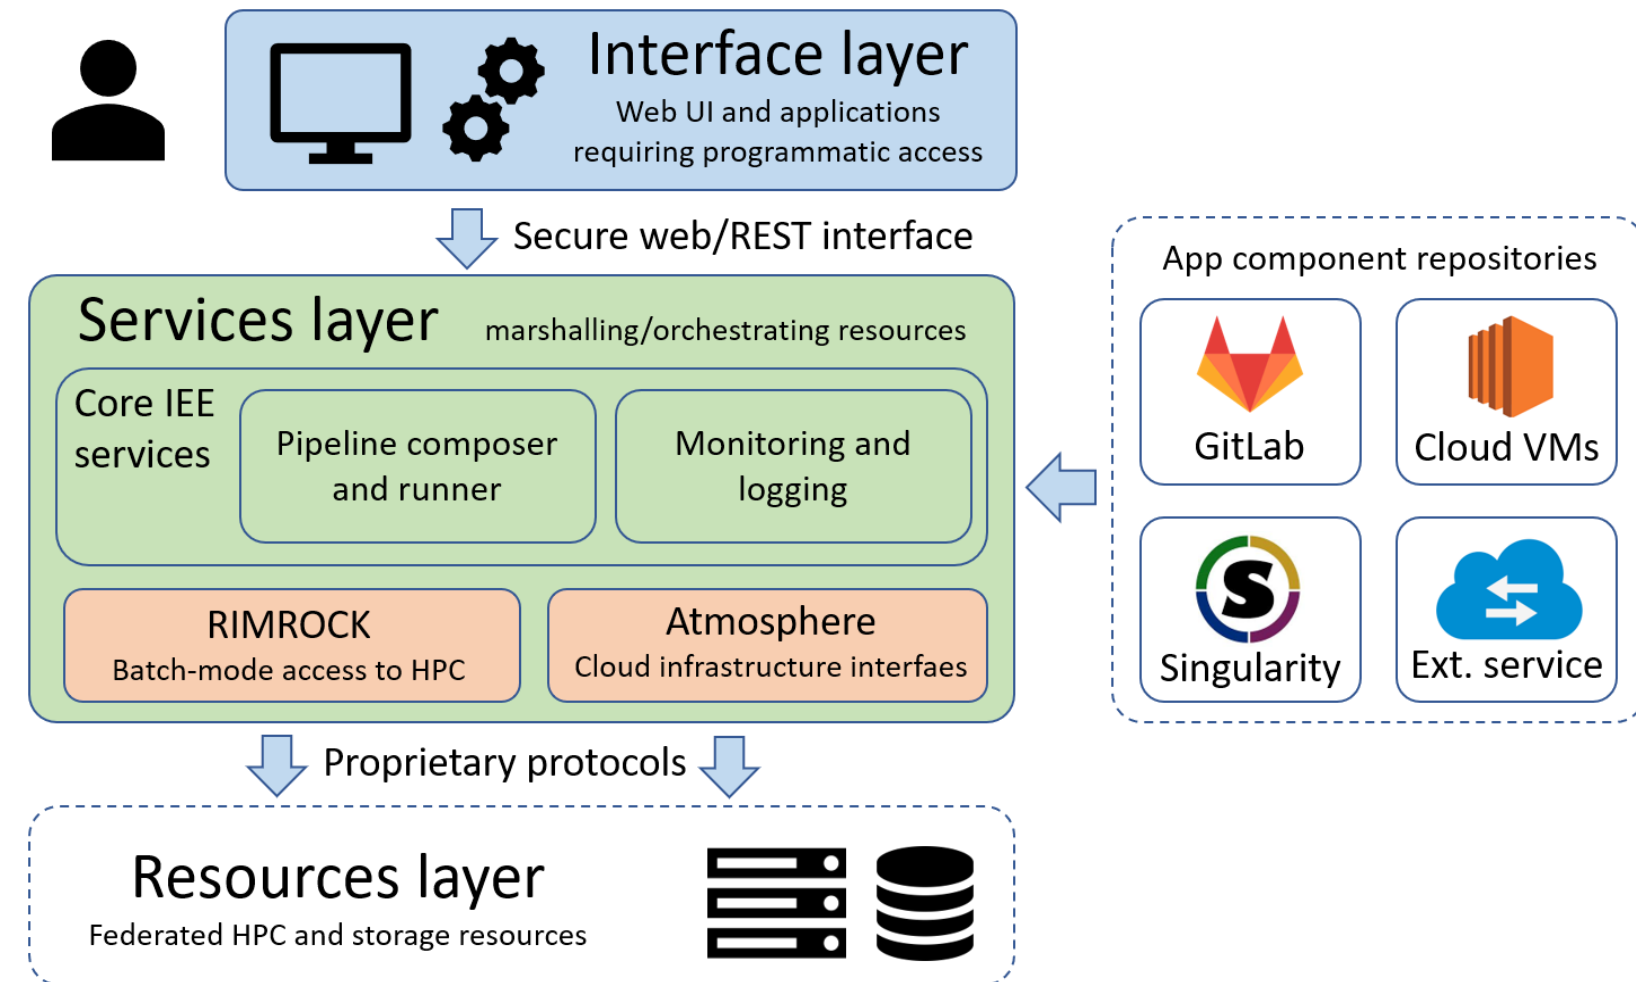 Interface layer
Web UI and applications
requiring programmatic access
Secure web/REST interface
Services layer
marshalling/orchestrating resources
Core IEE
services
Pipeline composer
and runner
Monitoring and
logging
RIMROCK
Batch-mode access to HPC
Atmosphere
Cloud infrastructure interfaes
App component repositories
GitLab
Cloud VMs
S
Singularity
Ext. service
Proprietary protocols
Resources layer
Federated HPC and storage resources